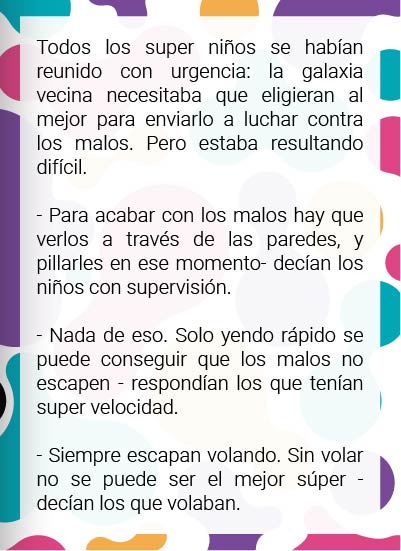 Todos los super niños se habían
reunido con urgencia: la galaxia
vecina necesitaba que eligieran al
mejor para enviarlo a luchar contra
los malos. Pero estaba resultando
difícil.
- Para acabar con los malos hay que
verlos a través de las paredes, y
pillarles en ese momento- decían los
niños con supervisión.
- Nada de eso. Solo yendo rápido se
puede conseguir que los malos no
escapen - respondían los que tenían
super velocidad.
- Siempre escapan volando. Sin volar
no se puede ser el mejor súper -
decían los que volaban.